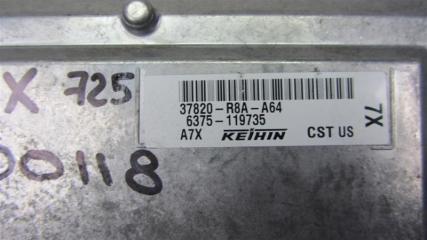 X 725
37820-R8A-A64
6375-119735
A7X KEIHIN CST US
7X
00118